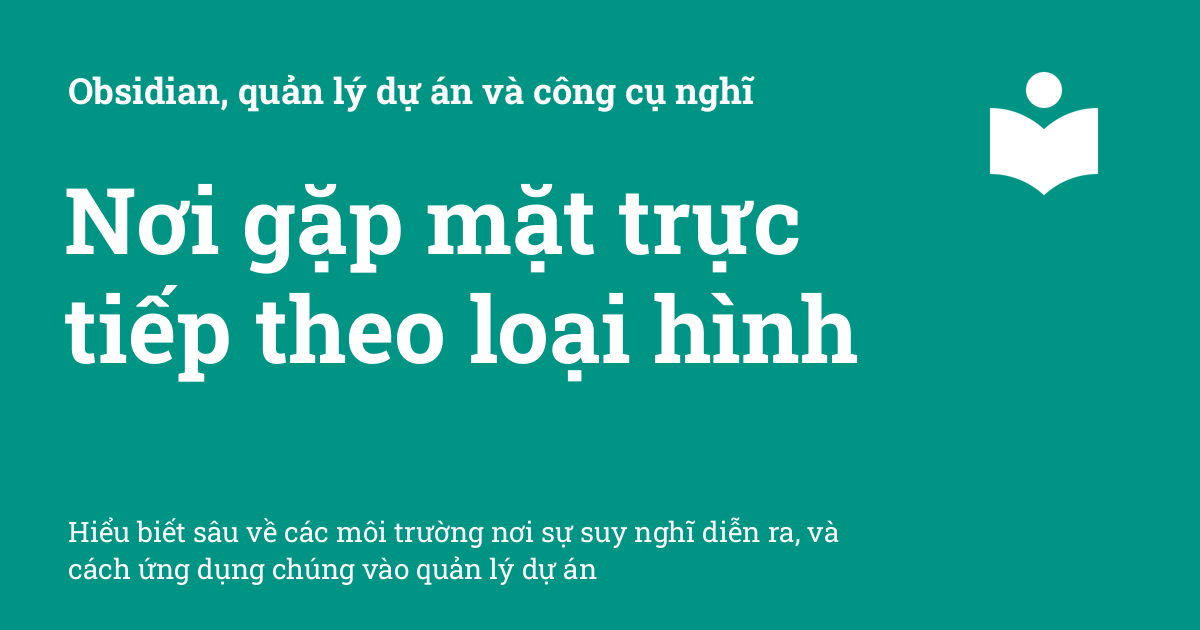 Obsidian, quản lý dự án và công cụ nghĩ
Nơi gặp mặt trực
tiếp theo loại hình
Hiểu biết sâu về các môi trường nơi sự suy nghĩ diễn ra, và
cách ứng dụng chúng vào quản lý dự án